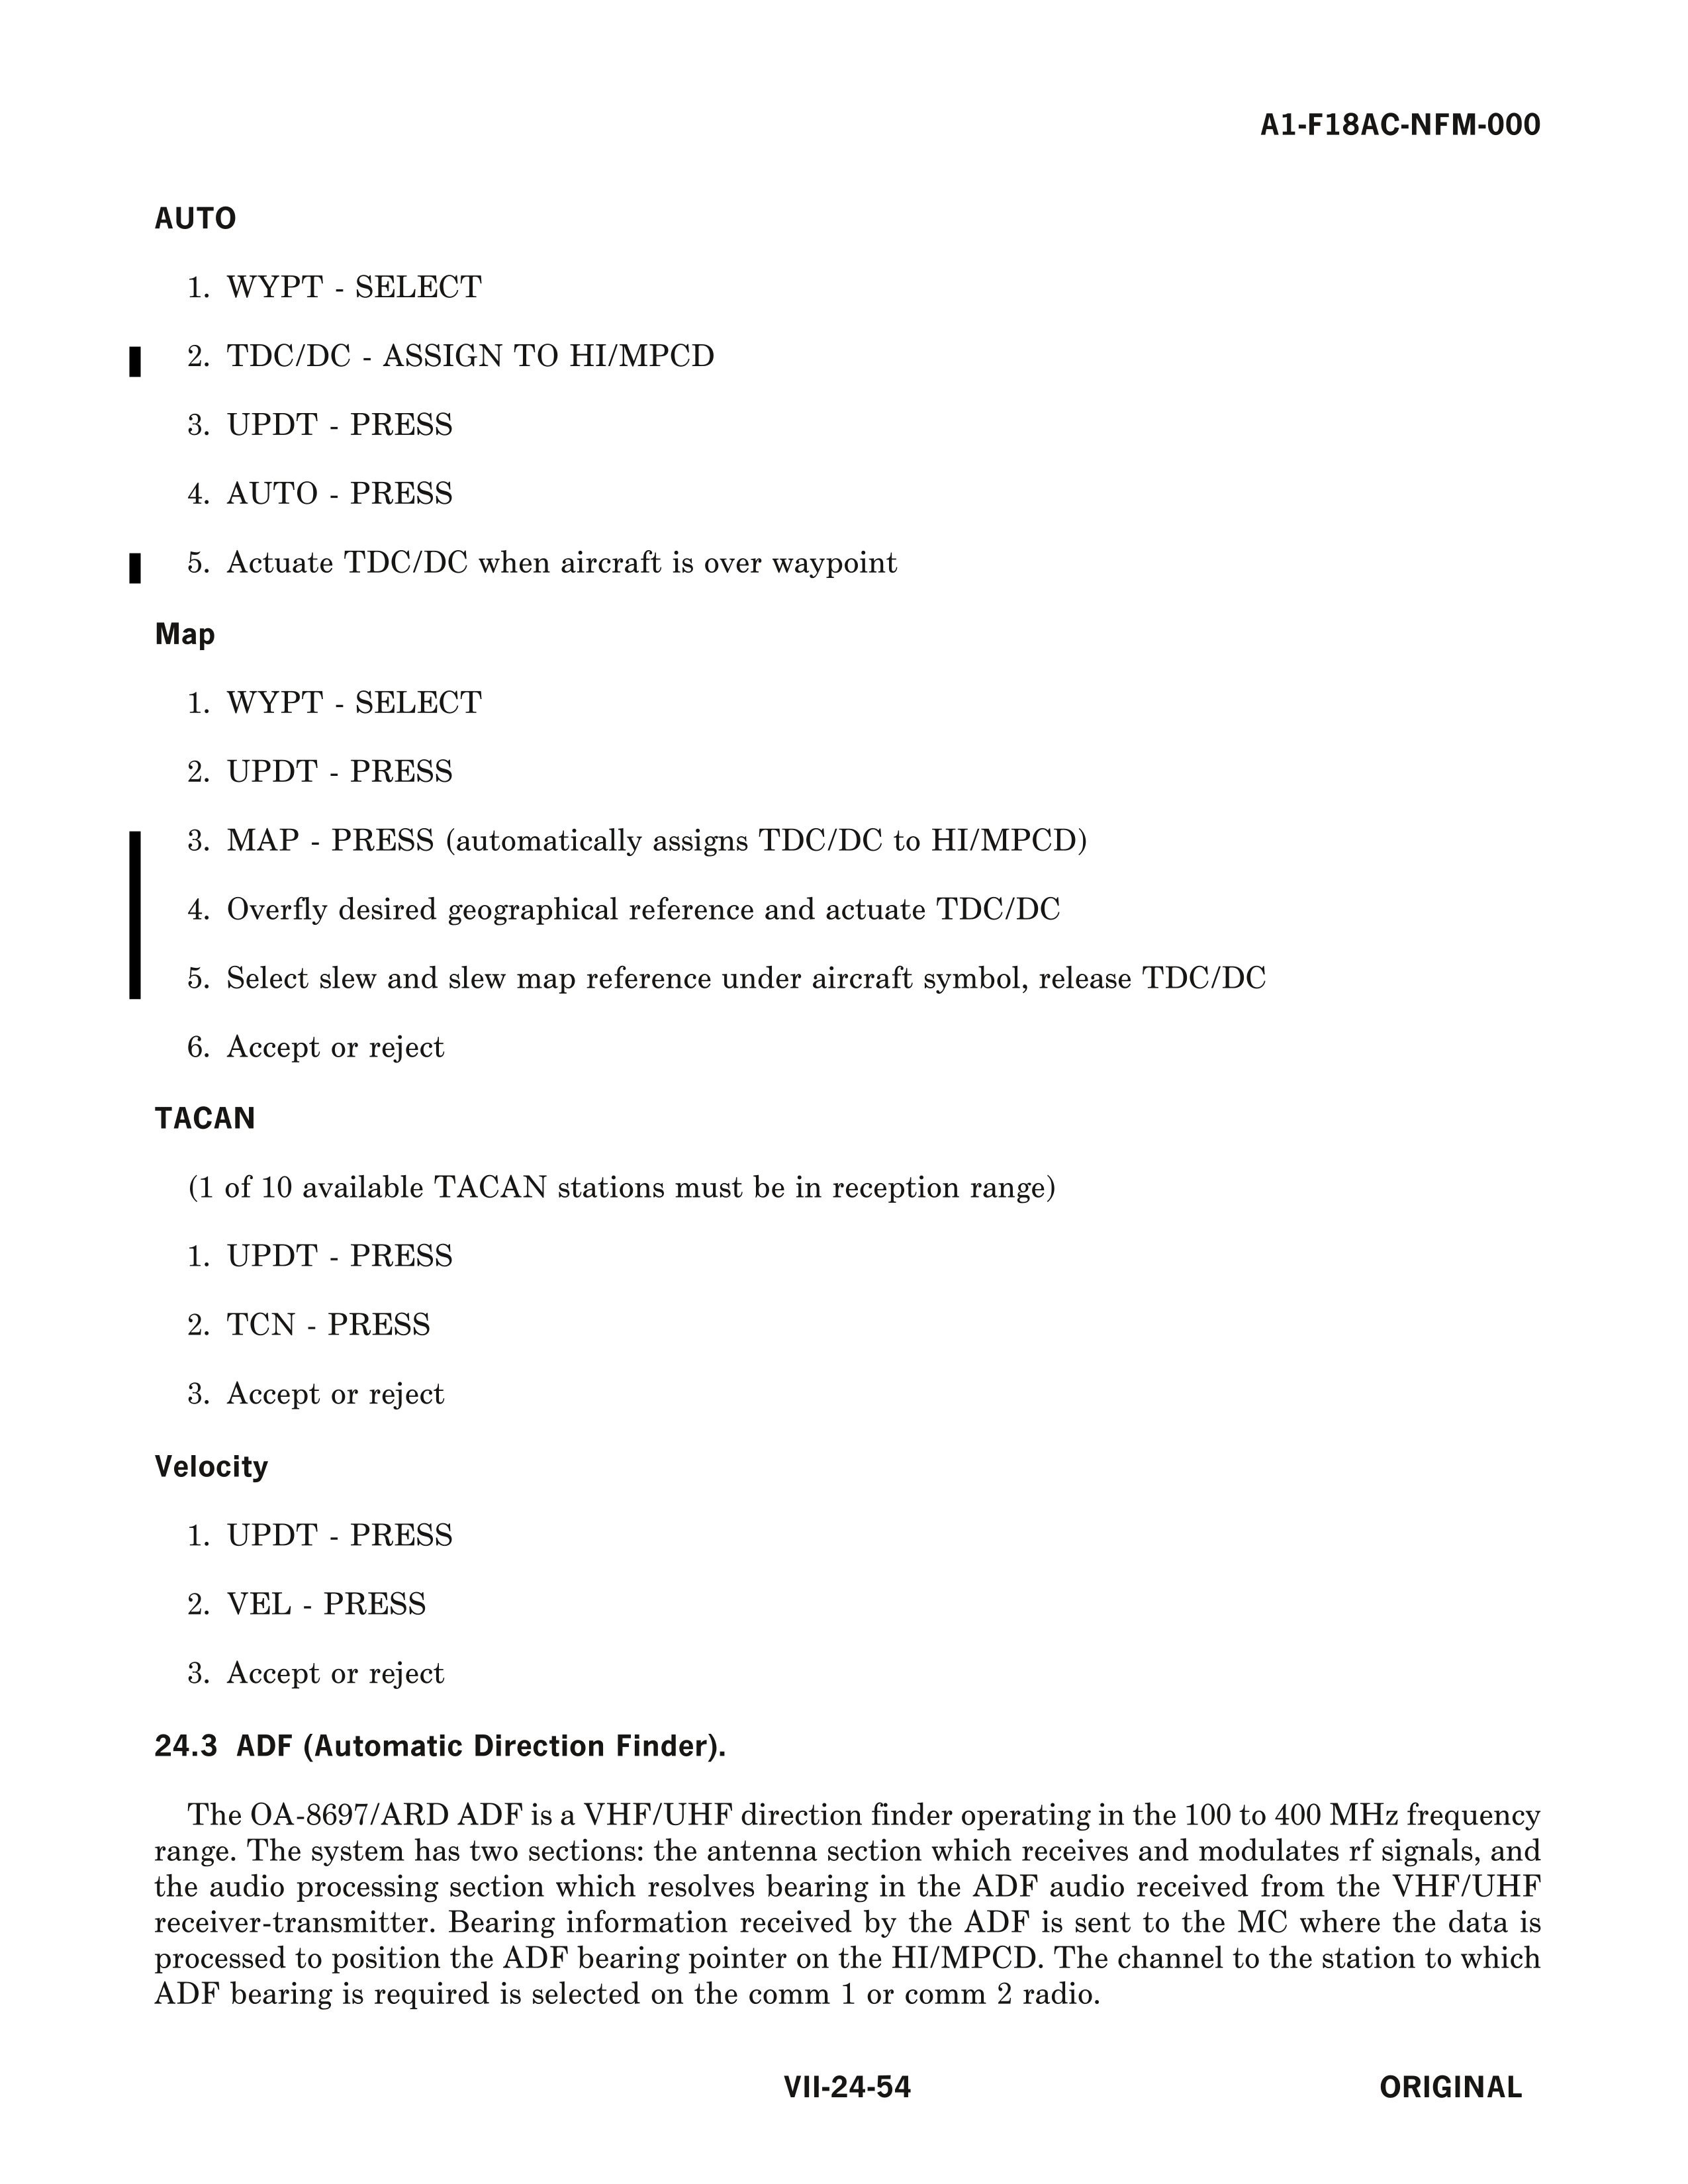 A1-F18AC-NFM-000
AUTO
1. WYPT - SELECT
2. TDC/DC - ASSIGN TO HI/MPCD
3. UPDT - PRESS
4. AUTO - PRESS
5. Actuate TDC/DC when aircraft is over waypoint
Map
1. WYPT - SELECT
2. UPDT - PRESS
3. MAP - PRESS (automatically assigns TDC/DC to HI/MPCD)
4. Overfly desired geographical reference and actuate TDC/DC
5. Select slew and slew map reference under aircraft symbol, release TDC/DC
6. Accept or reject
TACAN
(1 of 10 available TACAN stations must be in reception range)
1. UPDT - PRESS
2. TCN - PRESS
3. Accept or reject
Velocity
1. UPDT - PRESS
2. VEL - PRESS
3. Accept or reject
24.3 ADF (Automatic Direction Finder).
The OA-8697/ARD ADF is a VHF/UHF direction finder operating in the 100 to 400 MHz frequency
range. The system has two sections: the antenna section which receives and modulates rf signals, and
the audio processing section which resolves bearing in the ADF audio received from the VHF/UHF
receiver-transmitter. Bearing information received by the ADF is sent to the MC where the data is
processed to position the ADF bearing pointer on the HI/MPCD. The channel to the station to which
ADF bearing is required is selected on the comm 1 or comm 2 radio.
VII-24-54
ORIGINAL